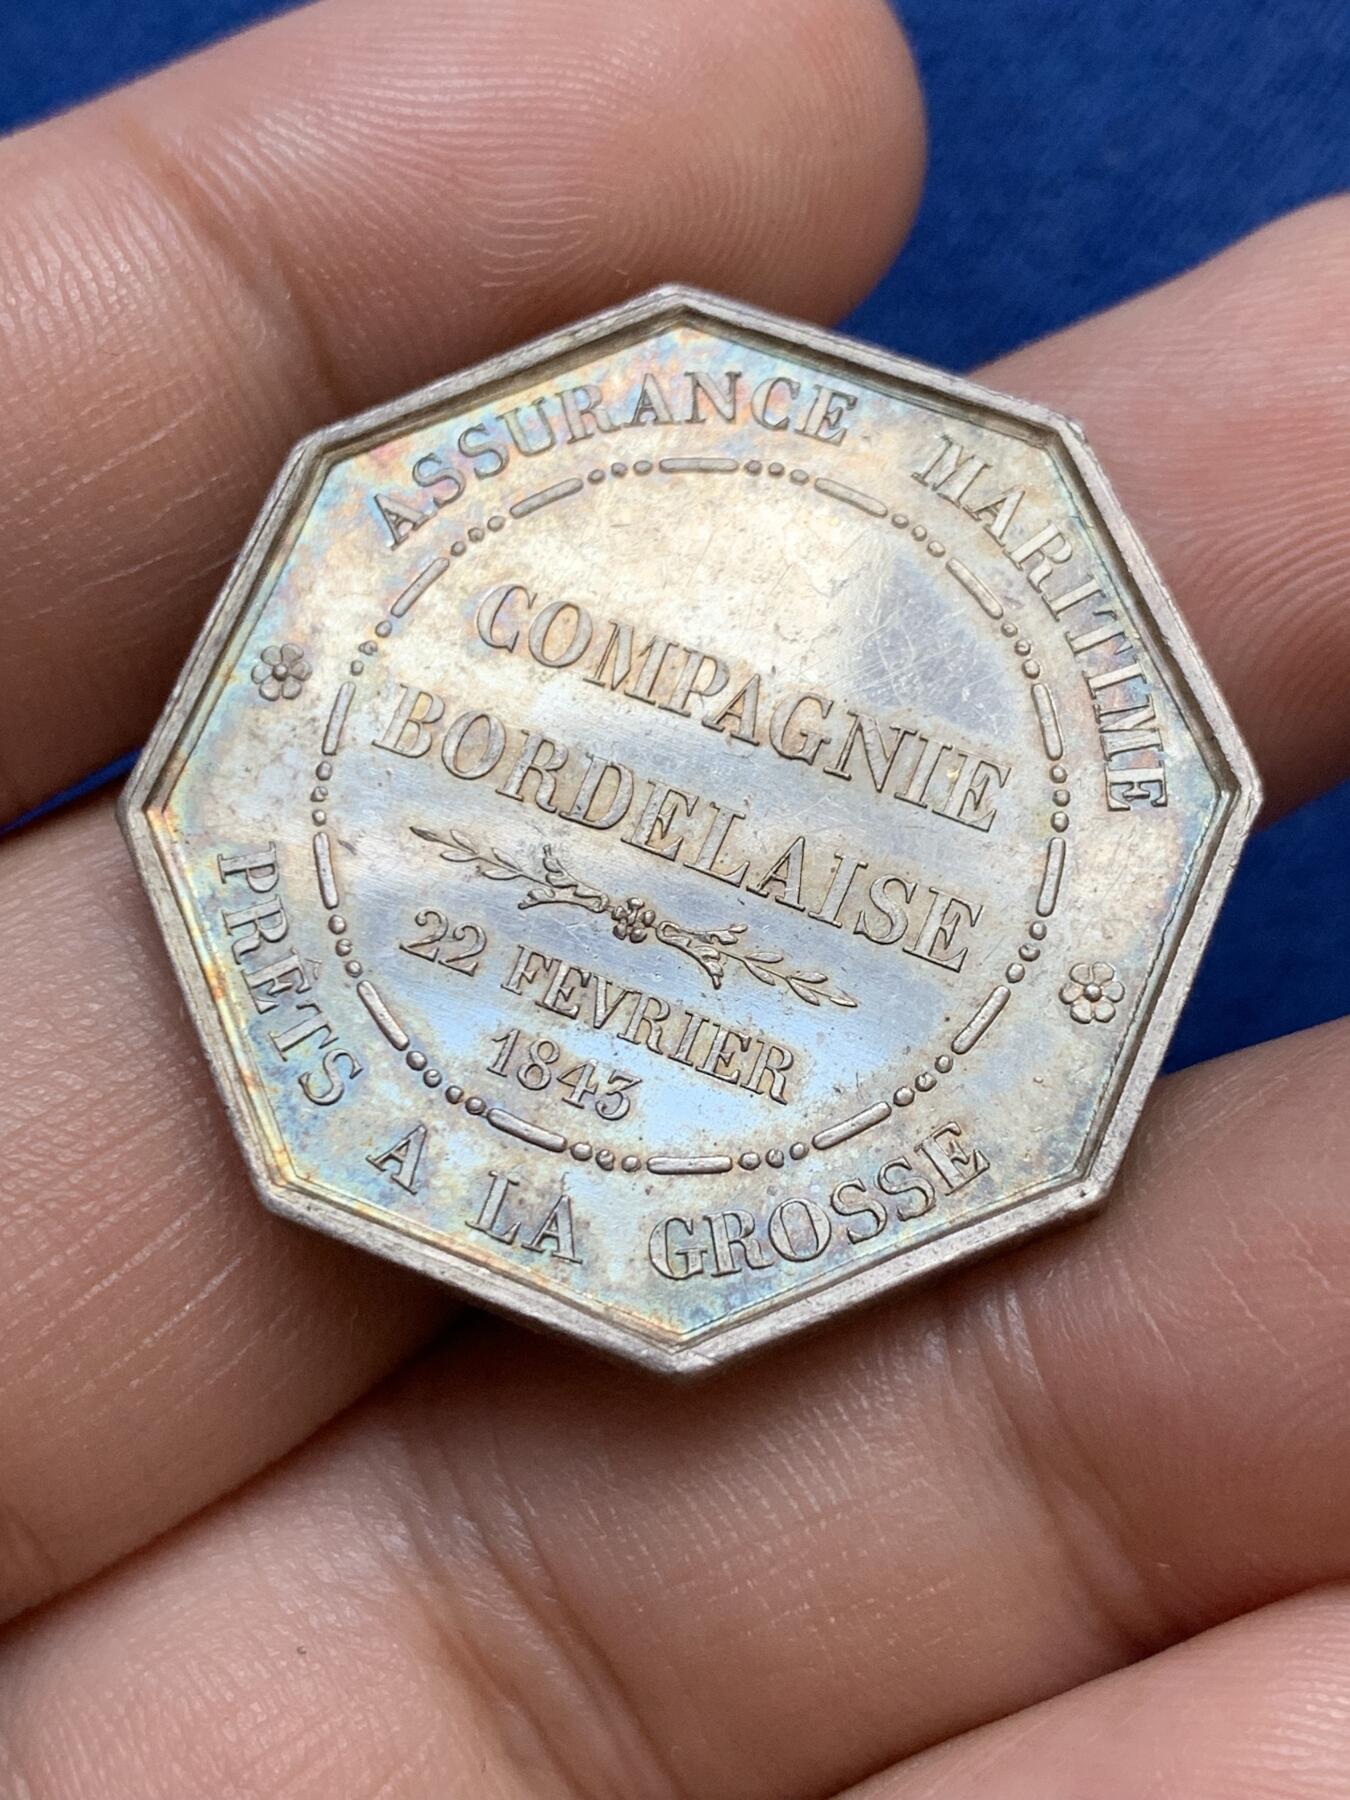 ASSURANCE MARITIME
COMPAGNIE
BORDELAISE
22 FEVRIER
1843
PRÊTS A LA GROSSE